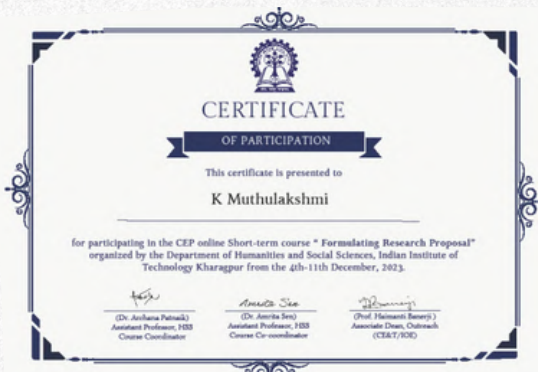 CERTIFICATE
OF PARTICIPATION
This certificate is presented to
K Muthulakshmi
for participating in the CEP online Short-term course " Formulating Research Proposal"
organized by the Department of Humanities and Social Sciences, Indian Institute of
Technology Kharagpur from the 4th-11th December, 2023.
Amrita Sen
(Dr. Archana Patnaik)
(Dr. Amrita Sen)
(Prof. Haimanti Banerji )
Assistant Professor, HSS
Assistant Professor, HSS
Associate Dean, Outreach
Course Coordinator
Course Co-coordinator
(CE&T/IOE)